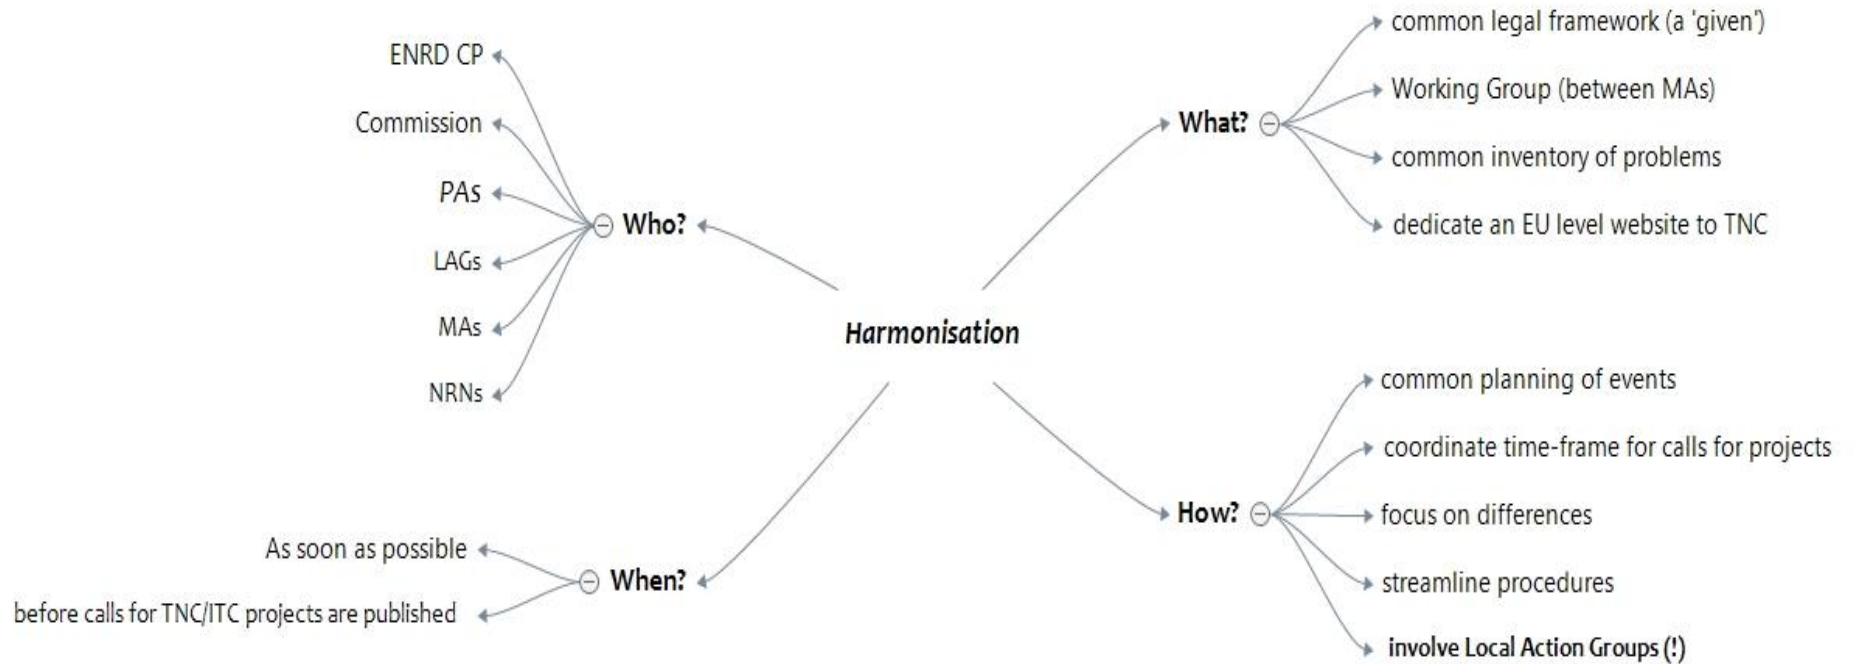 Harmonisation
What?
common legal framework (a 'given')
Working Group (between MAs)
common inventory of problems
dedicate an EU level website to TNC
How?
common planning of events
coordinate time-frame for calls for projects
focus on differences
streamline procedures
involve Local Action Groups (!)
Who?
ENRD CP
Commission
PAs
LAGs
MAs
NRNs
When?
As soon as possible
before calls for TNC/ITC projects are published